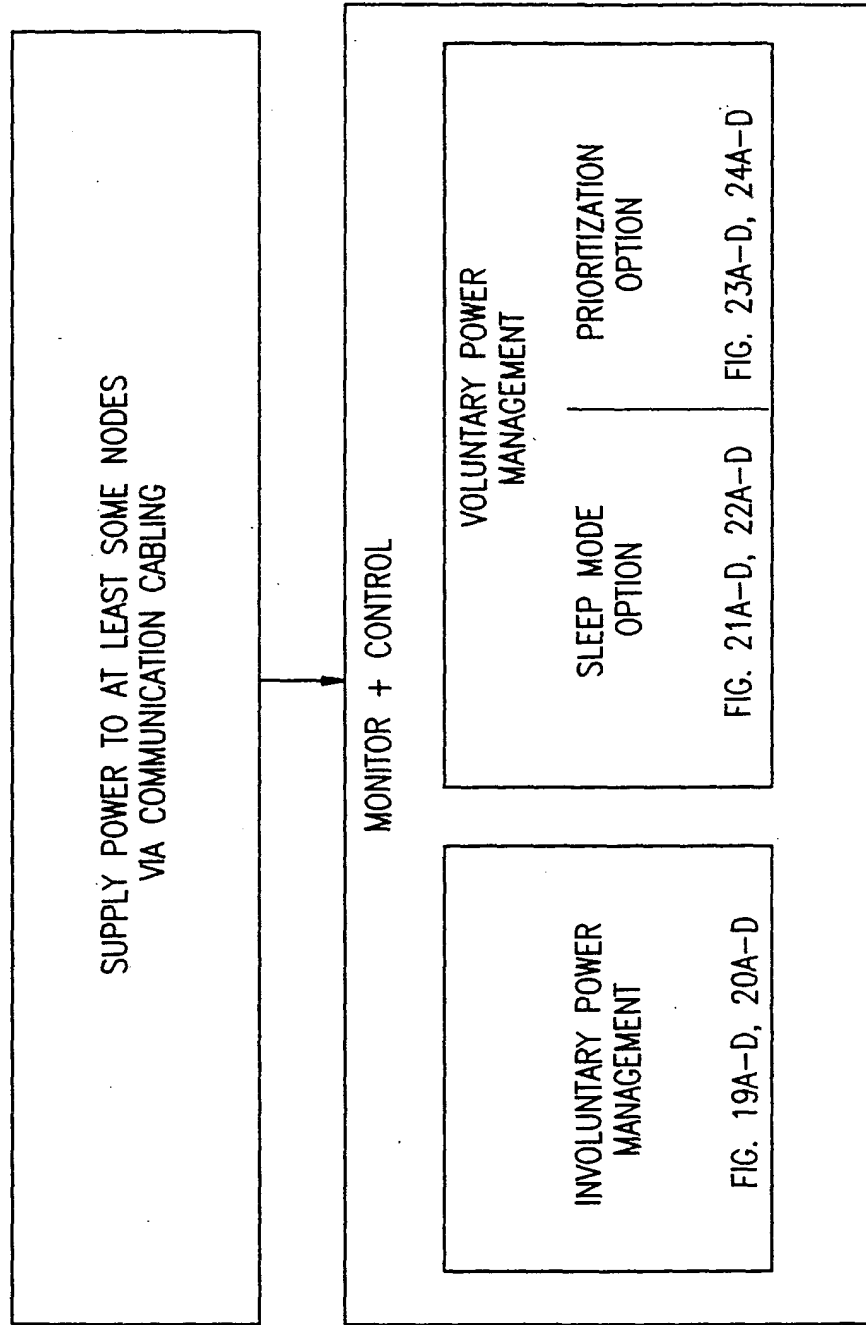 SUPPLY POWER TO AT LEAST SOME NODES
VIA COMMUNICATION CABLING
MONITOR + CONTROL
INVOLUNTARY POWER
MANAGEMENT
FIG. 19A-D, 20A-D
VOLUNTARY POWER
MANAGEMENT
SLEEP MODE
OPTION
FIG. 21A-D, 22A-D
PRIORITIZATION
OPTION
FIG. 23A-D, 24A-D